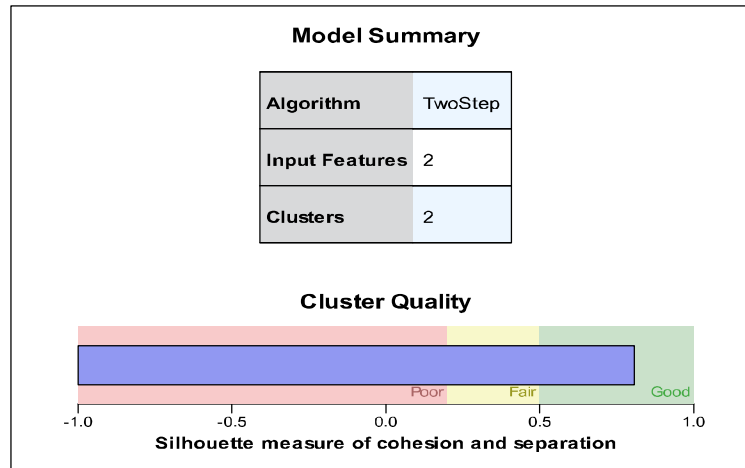 Model Summary
Algorithm TwoStep
Input Features 2
Clusters 2
Cluster Quality
Poor Fair Good
-1.0 -0.5 0.0 0.5 1.0
Silhouette measure of cohesion and separation